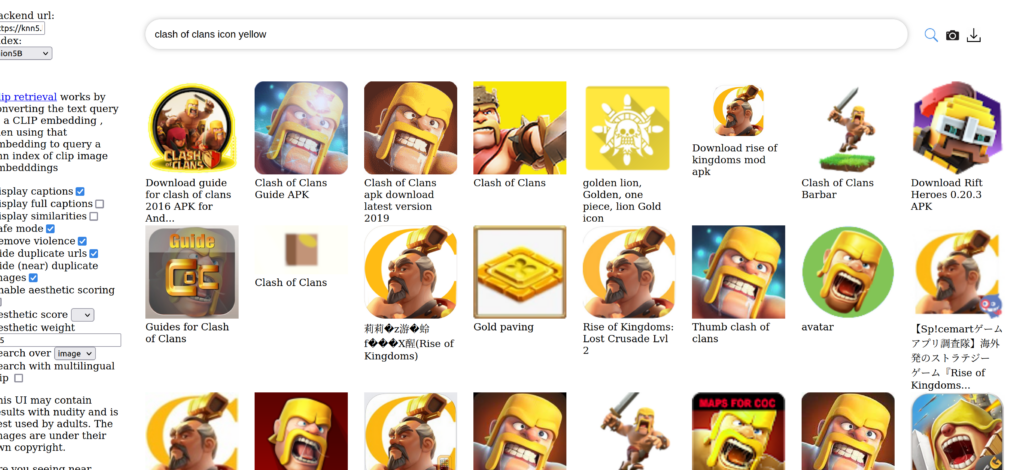 ackend url:
ttps://knn5.
ndex:
ion5B
clash of clans icon yellow
lip retrieval works by
onverting the text query
a CLIP embedding ,
en using that
mbedding to query a
nn index of clip image
mbedddings
isplay captions
isplay full captions
isplay similarities
afe mode
emove violence
ide duplicate urls
ide (near) duplicate
mages
nable aesthetic scoring
esthetic score
esthetic weight
5
earch over image
earch with multilingual
ip
his UI may contain
esults with nudity and is
est used by adults. The
mages are under their
wn copyright.
re you seeing near
CLASH OF CLANS
Download guide
for clash of clans
2016 APK for
And...
Clash of Clans
Guide APK
Clash of Clans
apk download
latest version
2019
Clash of Clans
golden lion,
Golden, one
piece, lion Gold
icon
Download rise of
kingdoms mod
apk
Clash of Clans
Barbar
Download Rift
Heroes 0.20.3
APK
Guide
CoC
Guides for Clash
of Clans
Clash of Clans
莉莉�z游�蛤
f���X醒(Rise of
Kingdoms)
Gold paving
Rise of Kingdoms:
Lost Crusade Lvl
2
Thumb clash of
clans
avatar
【Sp!cemartゲーム
アプリ調査隊】海外
発のストラテジー
ゲーム『Rise of
Kingdoms...
MAPS FOR COC